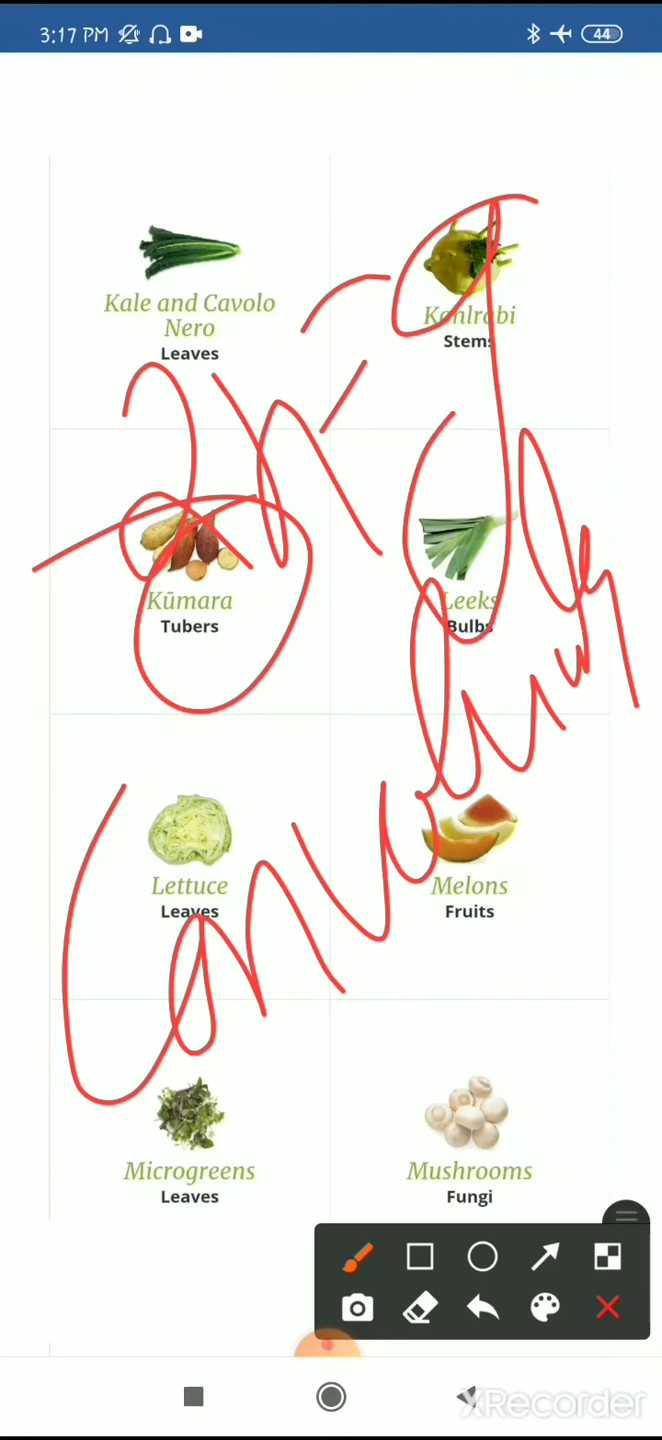 3:17 PM
44
Kale and Cavolo
Nero
Leaves
Kohlrabi
Stems
Kūmara
Tubers
Leeks
Bulbs
Lettuce
Leaves
Melons
Fruits
Microgreens
Leaves
Mushrooms
Fungi
XRecorder